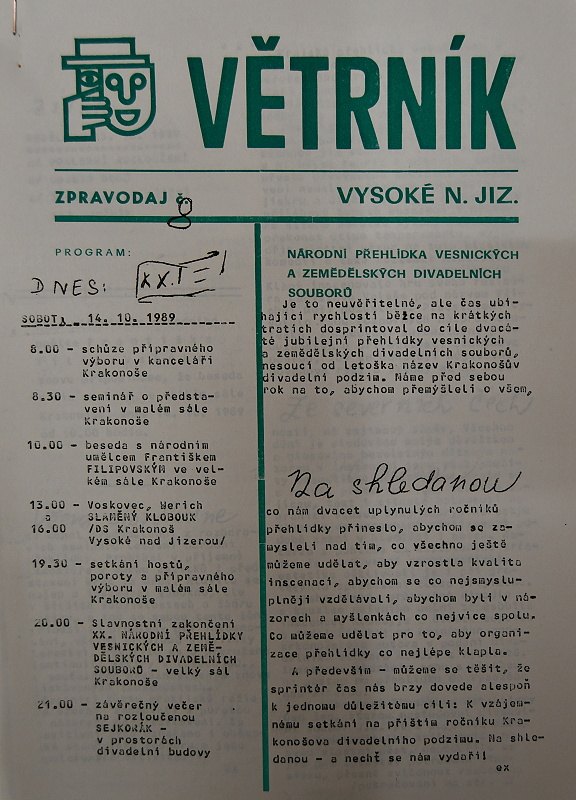 VĚTRNÍK
ZPRAVODAJ č. 8
VYSOKÉ N. JIZ.
PROGRAM:
DNES: XX.
SOBOTA 14. 10. 1989
8.00 - schůze přípravného
výboru v kanceláři
Krakonoše
8.30 - seminář o předsta-
vení v malém sále
Krakonoše
10.00 - beseda s národním
umělcem Františkem
FILIPOVSKÝM ve vel-
kém sále Krakonoše
13.00 - Voskovec, Werich
a SLAMĚNÝ KLOBOUK
16.00 /DS Krakonoš
Vysoké nad Jizerou/
19.30 - setkání hostů,
poroty a přípravného
výboru v malém sále
Krakonoše
20.00 - Slavnostní zakončení
XX. NÁRODNÍ PŘEHLÍDKY
VESNICKÝCH A ZEMĚ-
DĚLSKÝCH DIVADELNÍCH
SOUBORŮ - velký sál
Krakonoše
21.00 - závěrečný večer
na rozloučenou
SEJKORÁK -
v prostorách
divadelní budovy
NÁRODNÍ PŘEHLÍDKA VESNICKÝCH
A ZEMĚDĚLSKÝCH DIVADELNÍCH
SOUBORŮ
Je to neuvěřitelné, ale čas ubí-
hající rychlostí běžce na krátkých
tratích dosprintoval do cíle dvacá-
té jubilejní přehlídky vesnických
a zemědělských divadelních souborů,
nesoucí od letoška název Krakonošův
divadelní podzim. Máme před sebou
rok na to, abychom přemýšleli o všem,
Na shledanou
co nám dvacet uplynulých ročníků
přehlídky přineslo, abychom se za-
mysleli nad tím, co všechno ještě
můžeme udělat, aby vzrostla kvalita
inscenací, abychom se co nejsmyslu-
plněji vzdělávali, abychom byli v ná-
zorech a myšlenkách co nejvíce spolu.
Co můžeme udělat pro to, aby organi-
zace přehlídky co nejlépe klapla.
A především - můžeme se těšit, že
sprintér čas nás brzy dovede alespoň
k jednomu důležitému cíli: K vzájem-
nému setkání na příštím ročníku Kra-
konošova divadelního podzimu. Na shle-
danou - a nechť se nám vydaří!
ex